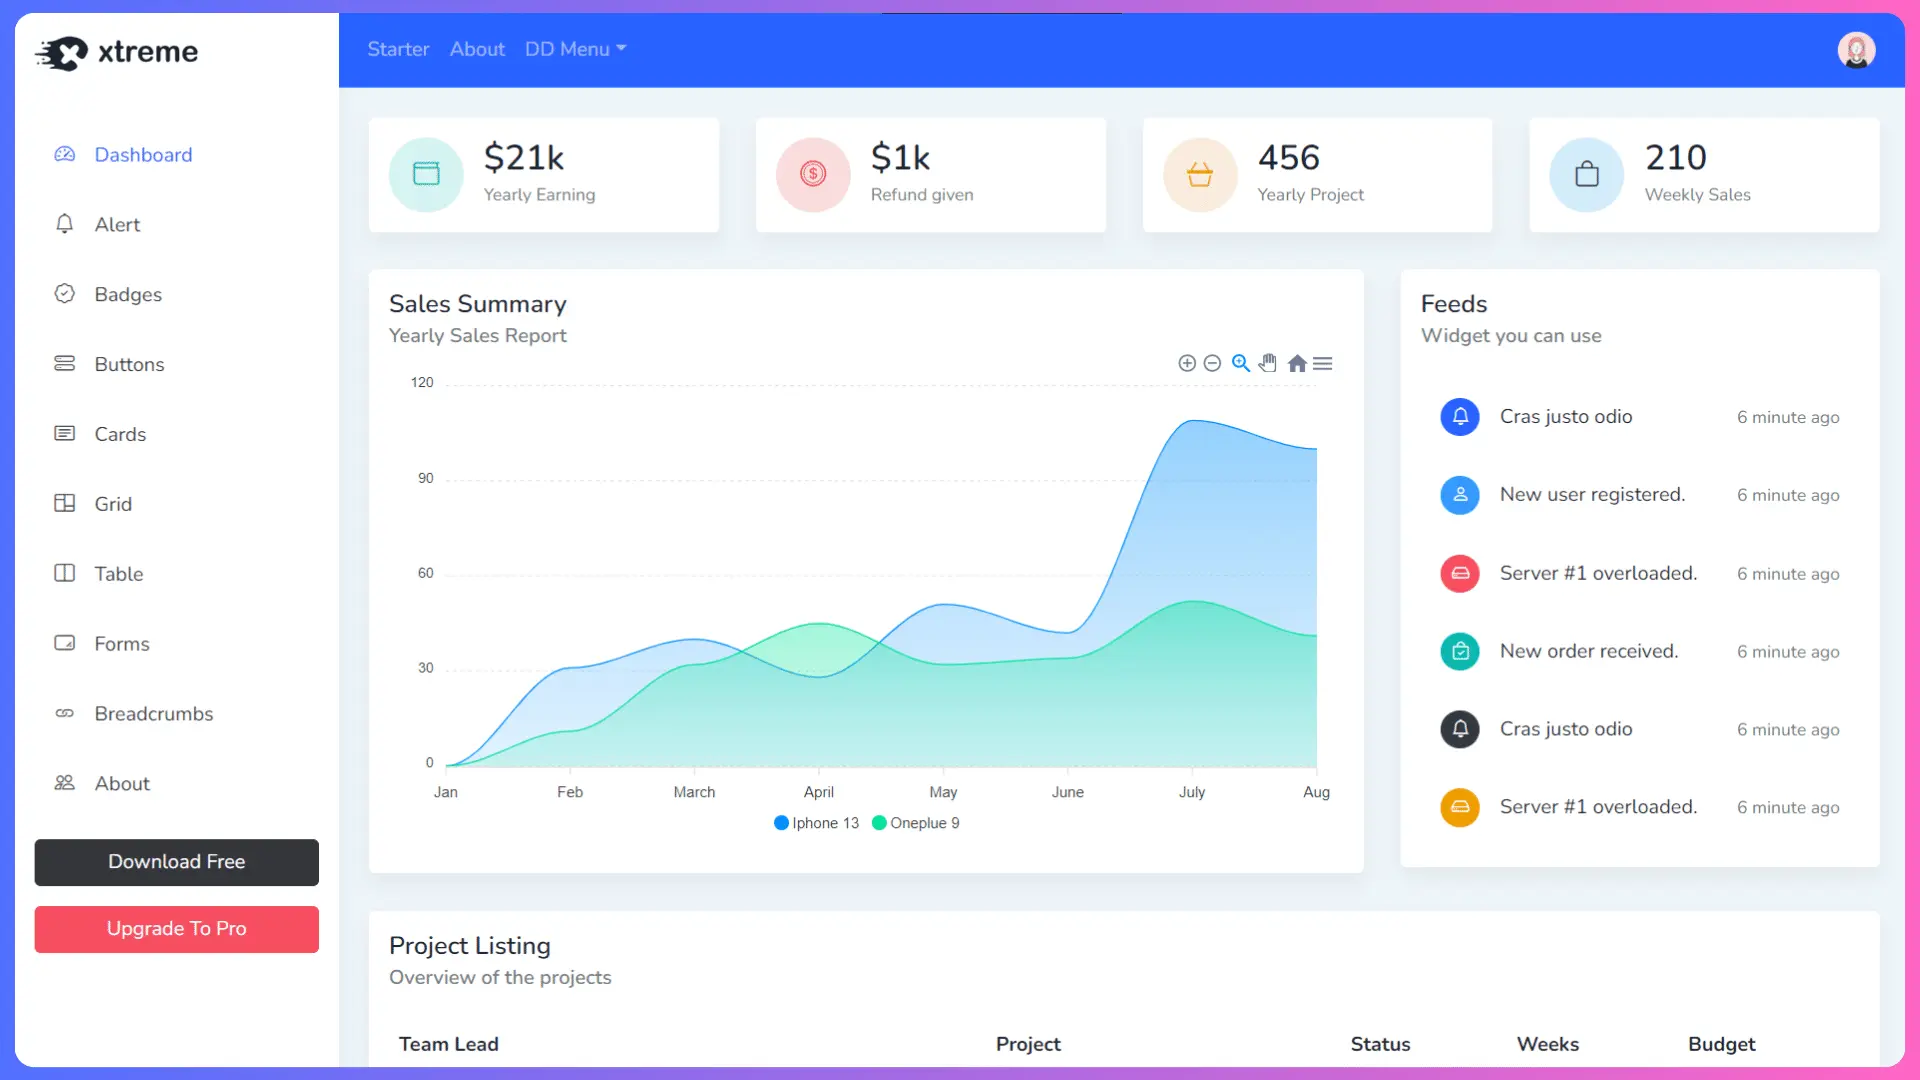 xtreme
Starter About DD Menu
Dashboard
Alert
Badges
Buttons
Cards
Grid
Table
Forms
Breadcrumbs
About
Download Free
Upgrade To Pro
$21k
Yearly Earning
$1k
Refund given
456
Yearly Project
210
Weekly Sales
Sales Summary
Yearly Sales Report
120
90
60
30
0
Jan Feb March April May June July Aug
Iphone 13 Oneplue 9
Feeds
Widget you can use
Cras justo odio 6 minute ago
New user registered. 6 minute ago
Server #1 overloaded. 6 minute ago
New order received. 6 minute ago
Cras justo odio 6 minute ago
Server #1 overloaded. 6 minute ago
Project Listing
Overview of the projects
Team Lead Project Status Weeks Budget